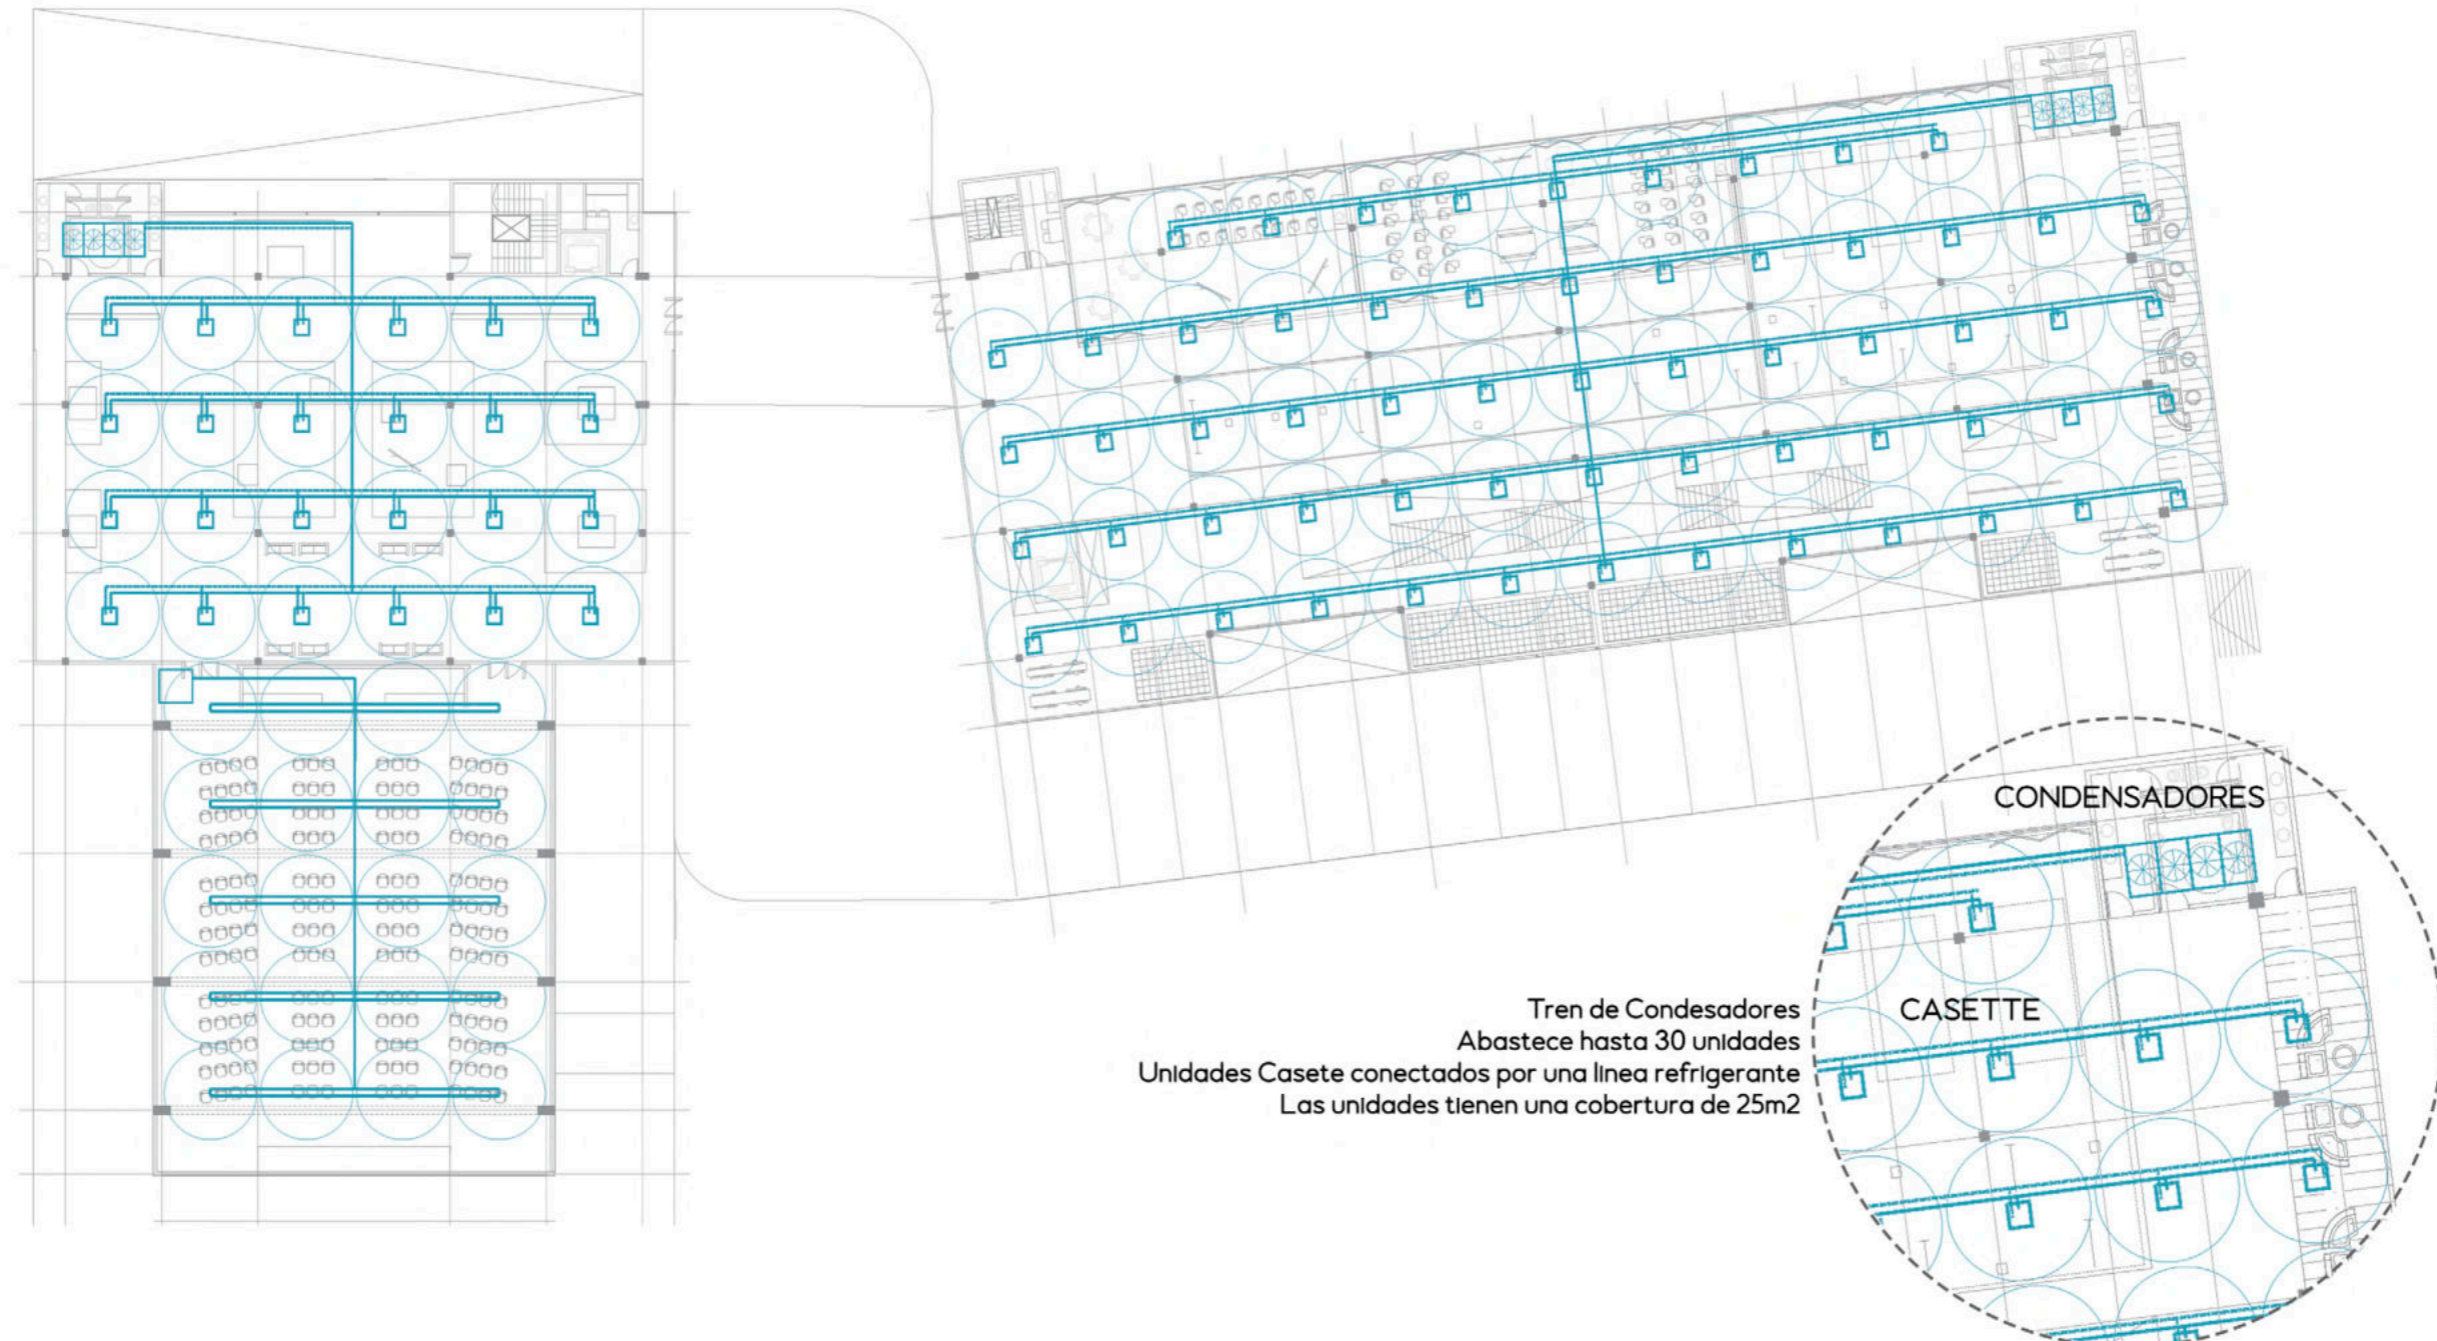 CONDENSADORES
CASETTE
Tren de Condesadores
Abastece hasta 30 unidades
Unidades Casete conectados por una linea refrigerante
Las unidades tienen una cobertura de 25m2